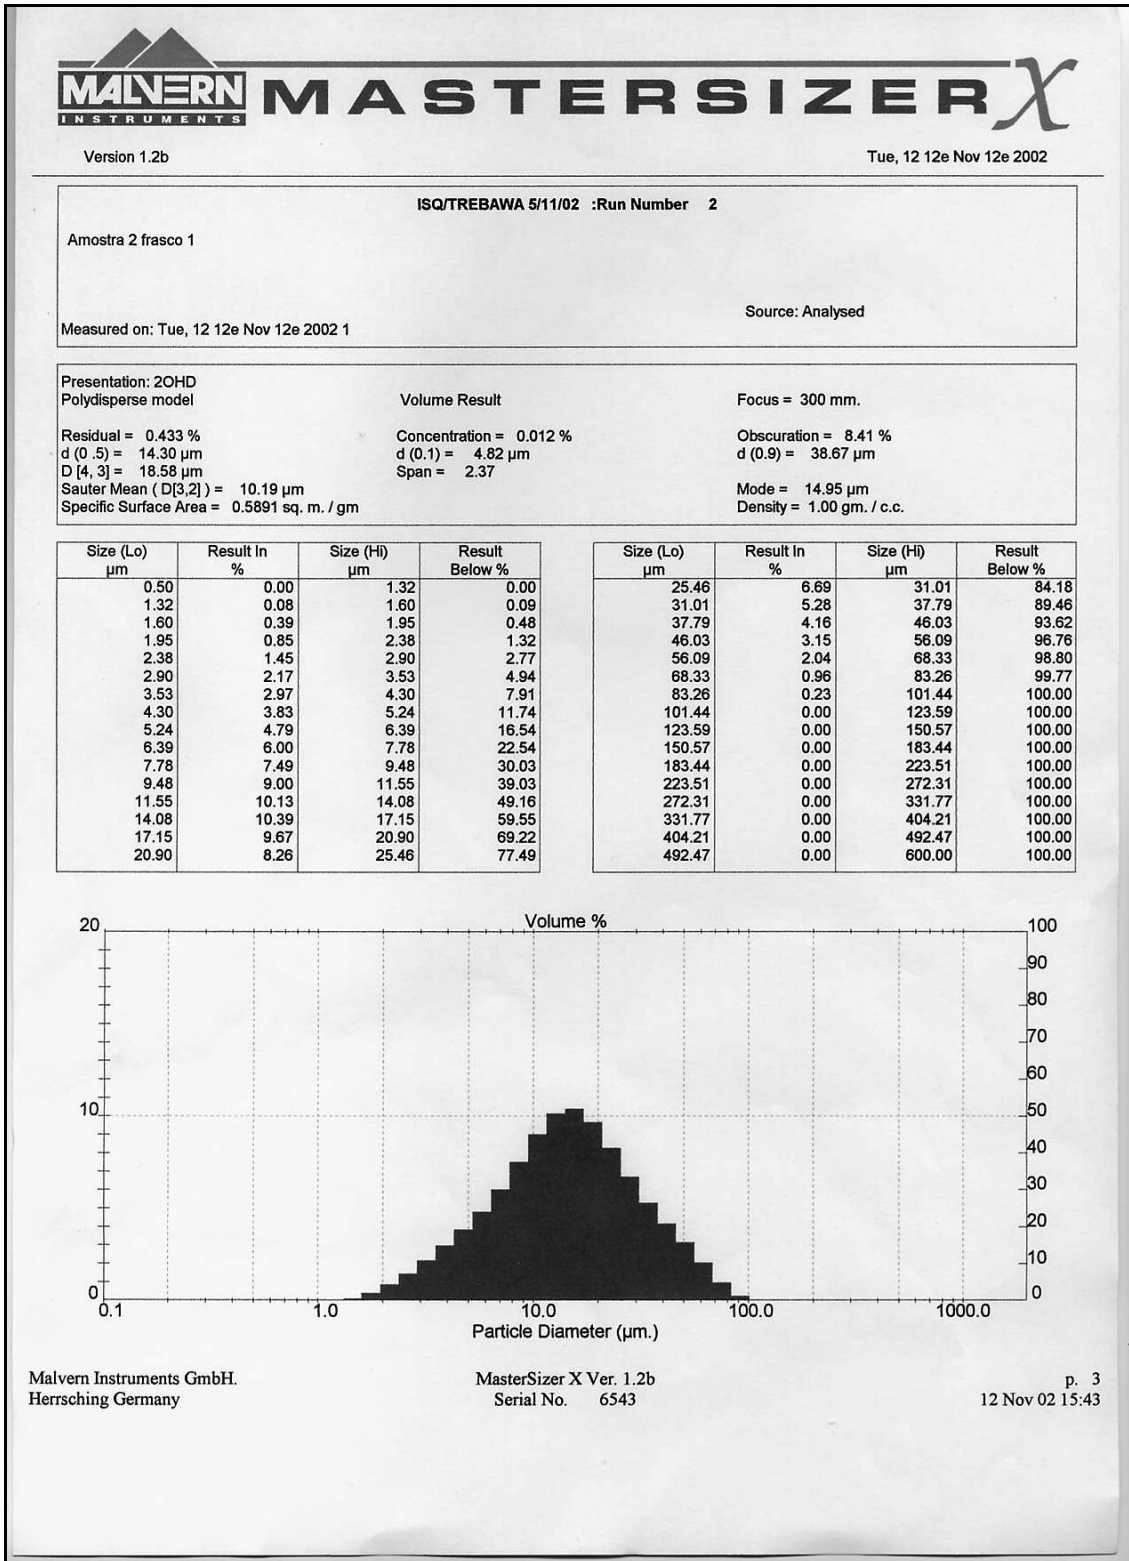 MALVERN
INSTRUMENTS
MASTERSIZER X
Version 1.2b Tue, 12 12e Nov 12e 2002
ISQ/TREBAWA 5/11/02 :Run Number 2
Amostra 2 frasco 1
Source: Analysed
Measured on: Tue, 12 12e Nov 12e 2002 1
Presentation: 2OHD
Polydisperse model Volume Result Focus = 300 mm.
Residual = 0.433 % Concentration = 0.012 % Obscuration = 8.41 %
d (0 .5) = 14.30 µm d (0.1) = 4.82 µm d (0.9) = 38.67 µm
D [4, 3] = 18.58 µm Span = 2.37
Sauter Mean ( D[3,2] ) = 10.19 µm Mode = 14.95 µm
Specific Surface Area = 0.5891 sq. m. / gm Density = 1.00 gm. / c.c.
Size (Lo) Result In Size (Hi) Result Size (Lo) Result In Size (Hi) Result
µm % µm Below % µm % µm Below %
0.50 0.00 1.32 0.00 25.46 6.69 31.01 84.18
1.32 0.08 1.60 0.09 31.01 5.28 37.79 89.46
1.60 0.39 1.95 0.48 37.79 4.16 46.03 93.62
1.95 0.85 2.38 1.32 46.03 3.15 56.09 96.76
2.38 1.45 2.90 2.77 56.09 2.04 68.33 98.80
2.90 2.17 3.53 4.94 68.33 0.96 83.26 99.77
3.53 2.97 4.30 7.91 83.26 0.23 101.44 100.00
4.30 3.83 5.24 11.74 101.44 0.00 123.59 100.00
5.24 4.79 6.39 16.54 123.59 0.00 150.57 100.00
6.39 6.00 7.78 22.54 150.57 0.00 183.44 100.00
7.78 7.49 9.48 30.03 183.44 0.00 223.51 100.00
9.48 9.00 11.55 39.03 223.51 0.00 272.31 100.00
11.55 10.13 14.08 49.16 272.31 0.00 331.77 100.00
14.08 10.39 17.15 59.55 331.77 0.00 404.21 100.00
17.15 9.67 20.90 69.22 404.21 0.00 492.47 100.00
20.90 8.26 25.46 77.49 492.47 0.00 600.00 100.00
Volume %
20 100
90
80
70
60
10 50
40
30
20
10
0 0
0.1 1.0 10.0 100.0 1000.0
Particle Diameter (µm.)
Malvern Instruments GmbH. MasterSizer X Ver. 1.2b p. 3
Herrsching Germany Serial No. 6543 12 Nov 02 15:43